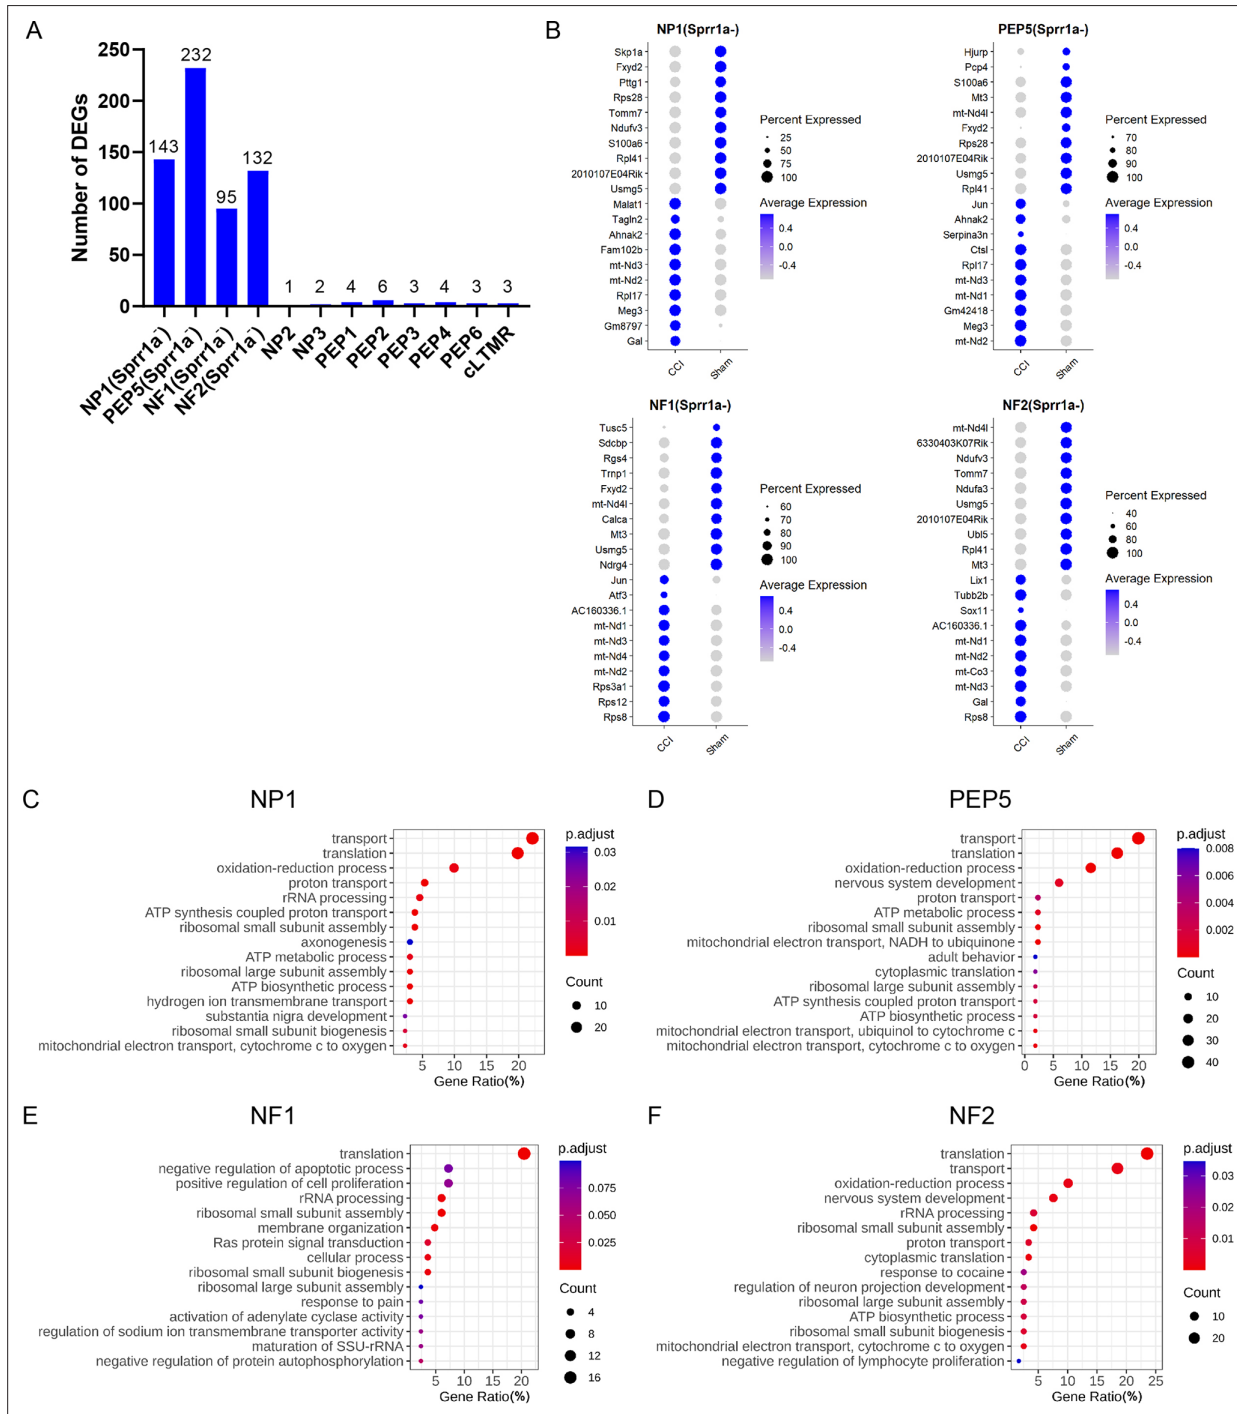 A
250
200
150
100
50
0
Number of DEGs
143
232
95
132
1
2
4
6
3
4
3
3
NP1(Sprr1a-)
PEP5(Sprr1a-)
NF1(Sprr1a-)
NF2(Sprr1a-)
NP2
NP3
PEP1
PEP2
PEP3
PEP4
PEP6
cLTMR
B
NP1(Sprr1a-)
Skp1a
Fxyd2
Pttg1
Rps28
Tomm7
Ndufv3
S100a6
Rpl41
2010107E04Rik
Usmg5
Malat1
Tagln2
Ahnak2
Fam102b
mt-Nd3
mt-Nd2
Rpl17
Meg3
Gm8797
Gal
CCI
Sham
Percent Expressed
25
50
75
100
Average Expression
0.4
0.0
-0.4
PEP5(Sprr1a-)
Hjurp
Pcp4
S100a6
Mt3
mt-Nd4l
Fxyd2
Rps28
2010107E04Rik
Usmg5
Rpl41
Jun
Ahnak2
Serpina3n
Ctsl
Rpl17
mt-Nd3
mt-Nd1
Gm42418
Meg3
mt-Nd2
CCI
Sham
Percent Expressed
70
80
90
100
Average Expression
0.4
0.0
-0.4
NF1(Sprr1a-)
Tusc5
Sdcbp
Rgs4
Trnp1
Fxyd2
mt-Nd4l
Calca
Mt3
Usmg5
Ndrg4
Jun
Atf3
AC160336.1
mt-Nd1
mt-Nd3
mt-Nd4
mt-Nd2
Rps3a1
Rps12
Rps8
CCI
Sham
Percent Expressed
60
70
80
90
100
Average Expression
0.4
0.0
-0.4
NF2(Sprr1a-)
mt-Nd4l
6330403K07Rik
Ndufv3
Tomm7
Ndufa3
Usmg5
2010107E04Rik
Ubl5
Rpl41
Mt3
Lix1
Tubb2b
Sox11
AC160336.1
mt-Nd1
mt-Nd2
mt-Co3
mt-Nd3
Gal
Rps8
CCI
Sham
Percent Expressed
40
60
80
100
Average Expression
0.4
0.0
-0.4
C
NP1
transport
translation
oxidation-reduction process
proton transport
rRNA processing
ATP synthesis coupled proton transport
ribosomal small subunit assembly
axonogenesis
ATP metabolic process
ribosomal large subunit assembly
ATP biosynthetic process
hydrogen ion transmembrane transport
substantia nigra development
ribosomal small subunit biogenesis
mitochondrial electron transport, cytochrome c to oxygen
5 10 15 20
Gene Ratio(%)
p.adjust
0.03
0.02
0.01
Count
10
20
D
PEP5
transport
translation
oxidation-reduction process
nervous system development
proton transport
ATP metabolic process
ribosomal small subunit assembly
mitochondrial electron transport, NADH to ubiquinone
adult behavior
cytoplasmic translation
ribosomal large subunit assembly
ATP synthesis coupled proton transport
ATP biosynthetic process
mitochondrial electron transport, ubiquinol to cytochrome c
mitochondrial electron transport, cytochrome c to oxygen
0 5 10 15 20
Gene Ratio(%)
p.adjust
0.008
0.006
0.004
0.002
Count
10
20
30
40
E
NF1
translation
negative regulation of apoptotic process
positive regulation of cell proliferation
rRNA processing
ribosomal small subunit assembly
membrane organization
Ras protein signal transduction
cellular process
ribosomal small subunit biogenesis
ribosomal large subunit assembly
response to pain
activation of adenylate cyclase activity
regulation of sodium ion transmembrane transporter activity
maturation of SSU-rRNA
negative regulation of protein autophosphorylation
5 10 15 20
Gene Ratio(%)
p.adjust
0.075
0.050
0.025
Count
4
8
12
16
F
NF2
translation
transport
oxidation-reduction process
nervous system development
rRNA processing
ribosomal small subunit assembly
proton transport
cytoplasmic translation
response to cocaine
regulation of neuron projection development
ribosomal large subunit assembly
ATP biosynthetic process
ribosomal small subunit biogenesis
mitochondrial electron transport, cytochrome c to oxygen
negative regulation of lymphocyte proliferation
5 10 15 20 25
Gene Ratio(%)
p.adjust
0.03
0.02
0.01
Count
10
20